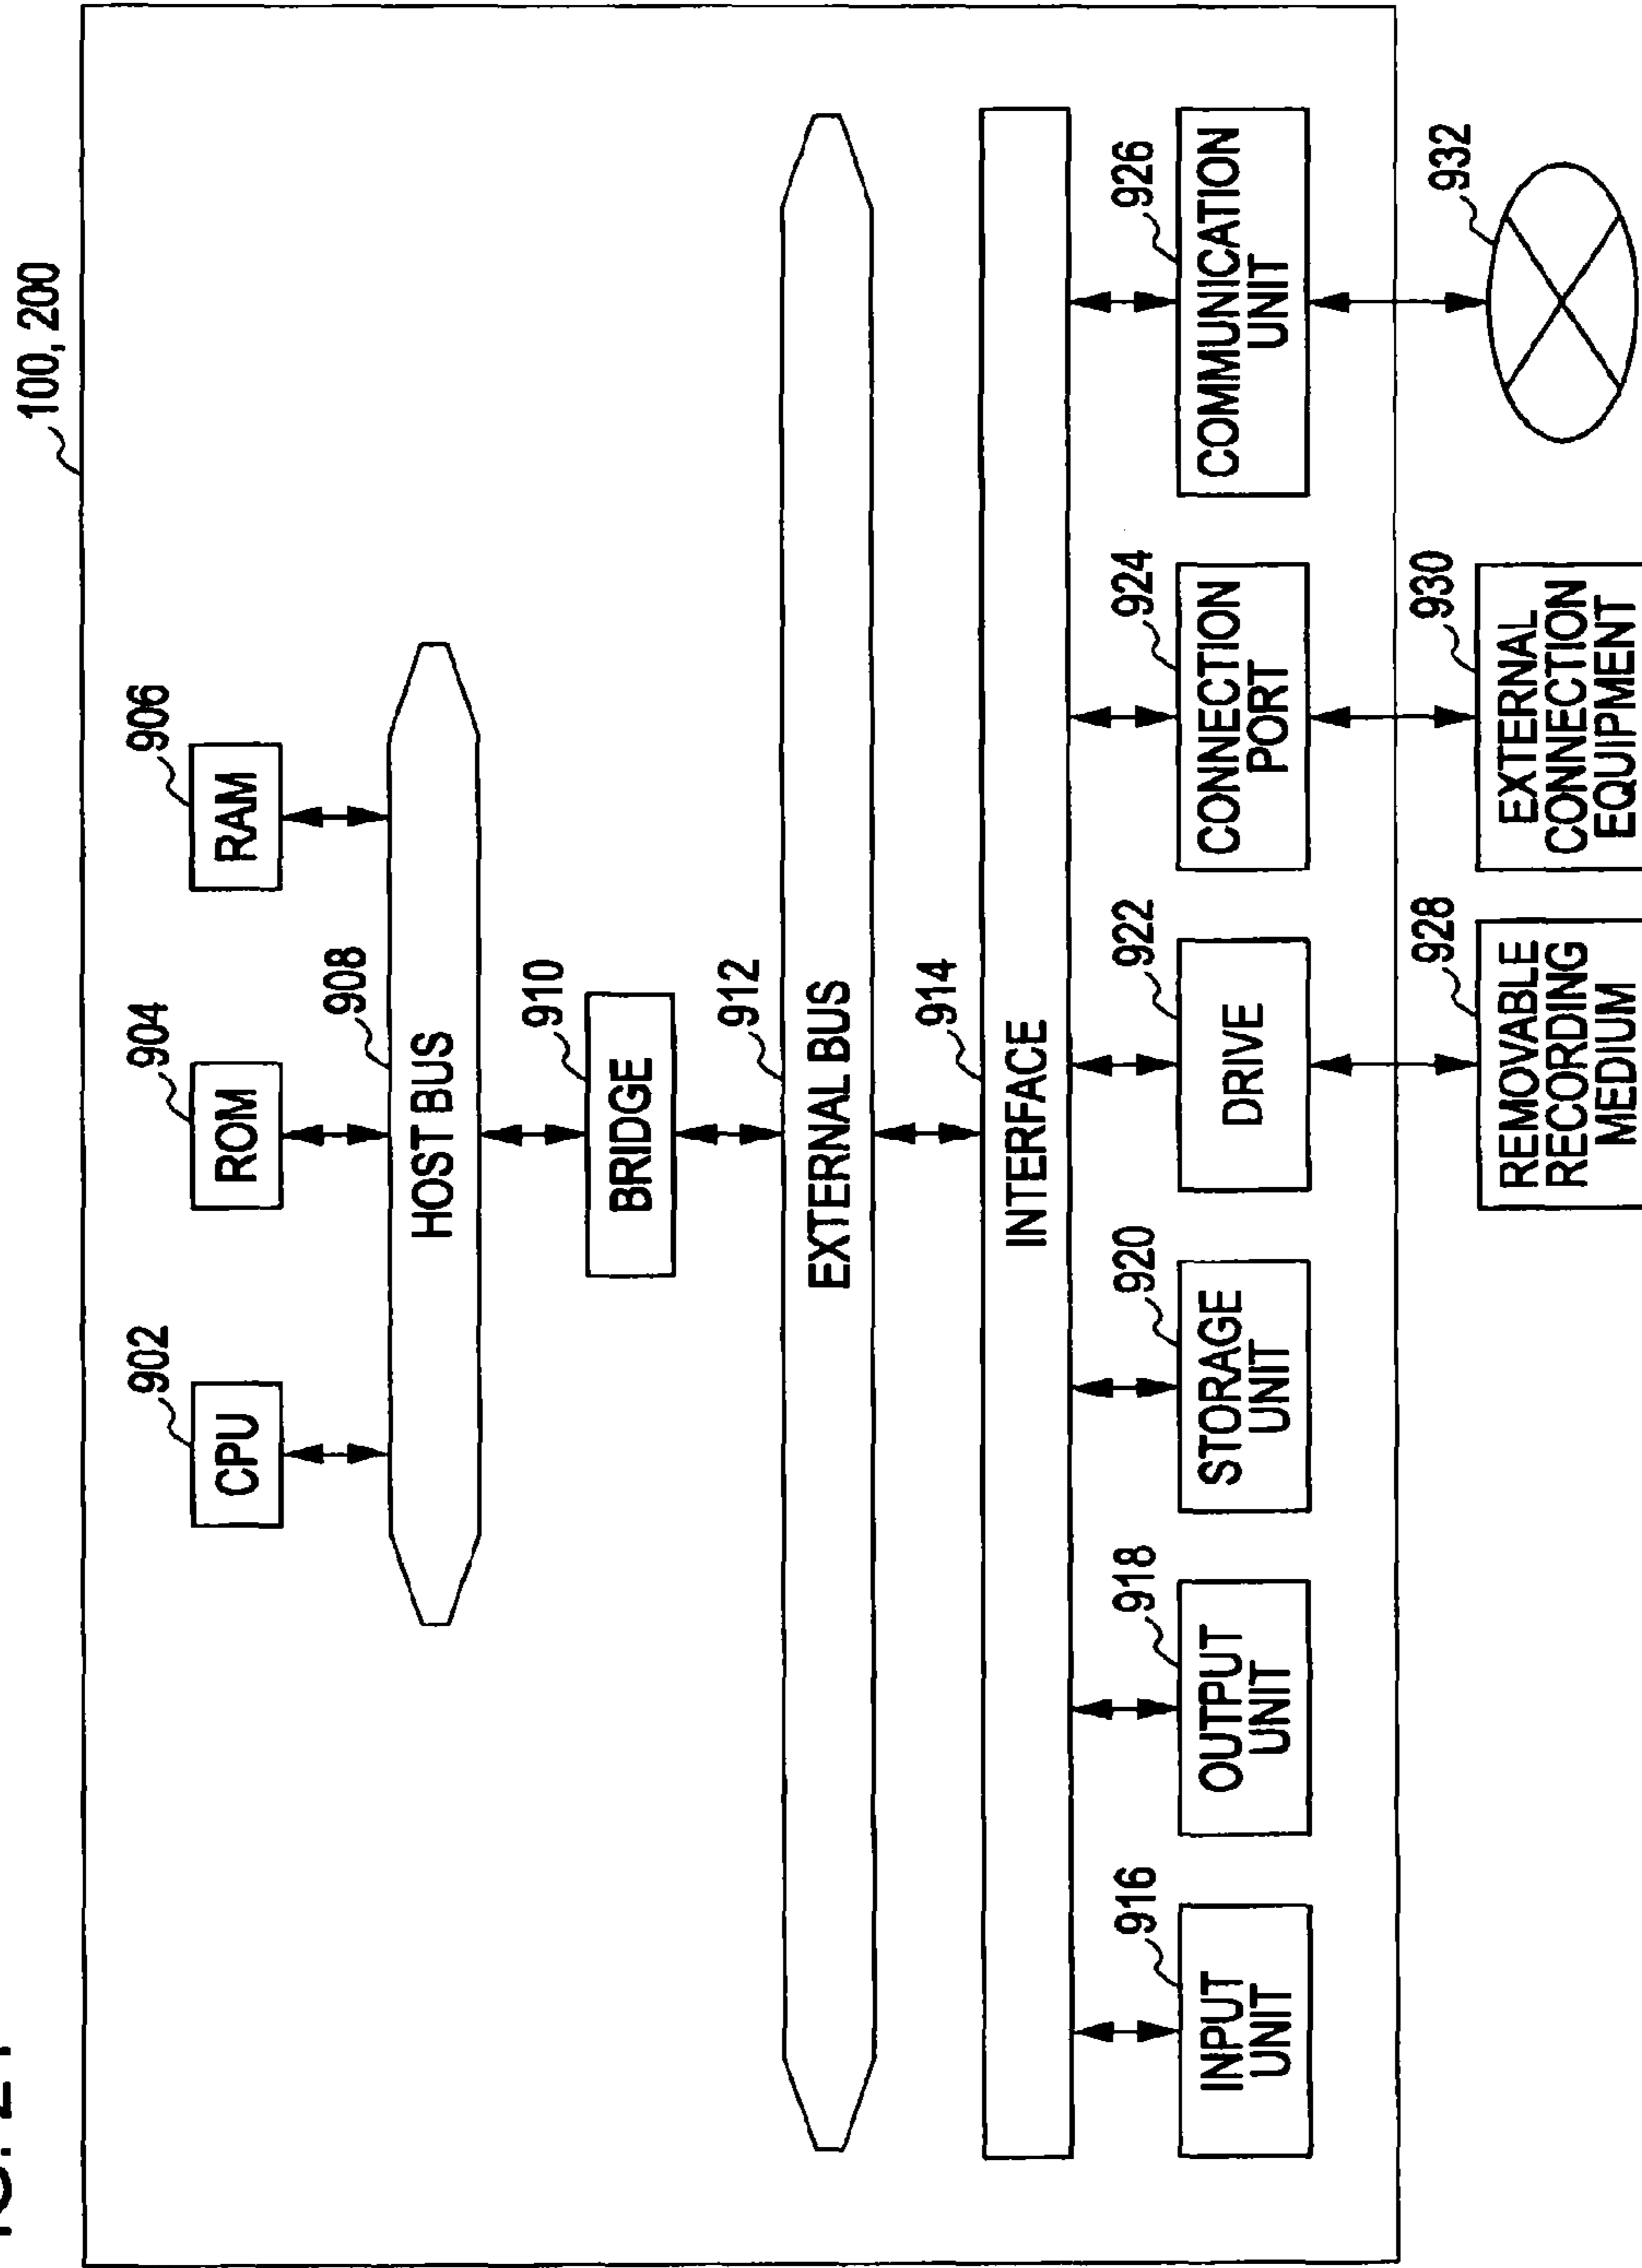 100, 200
902
904
906
CPU
ROM
RAM
908
HOST BUS
910
BRIDGE
912
EXTERNAL BUS
914
INTERFACE
916
918
920
922
924
926
INPUT
UNIT
OUTPUT
UNIT
STORAGE
UNIT
DRIVE
CONNECTION
PORT
COMMUNICATION
UNIT
928
930
932
REMOVABLE
RECORDING
MEDIUM
EXTERNAL
CONNECTION
EQUIPMENT